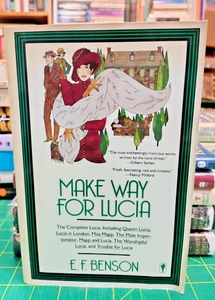 "The most enchantingly malicious works
written by the hand of man."
—Gilbert Seldes
"Fresh, fascinating, real and timeless."
—Nancy Mitford
MAKE WAY
FOR LUCIA
The Complete Lucia, Including Queen Lucia,
Lucia in London, Miss Mapp, The Male Imper-
sonator, Mapp and Lucia, The Worshipful
Lucia, and Trouble for Lucia
E. F. BENSON